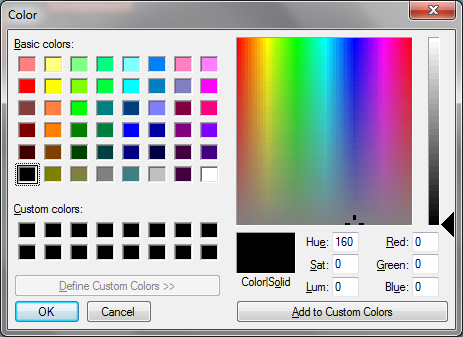 Color
Basic colors:
Custom colors:
Define Custom Colors >>
OK
Cancel
Color|Solid
Hue: 160
Sat: 0
Lum: 0
Red: 0
Green: 0
Blue: 0
Add to Custom Colors